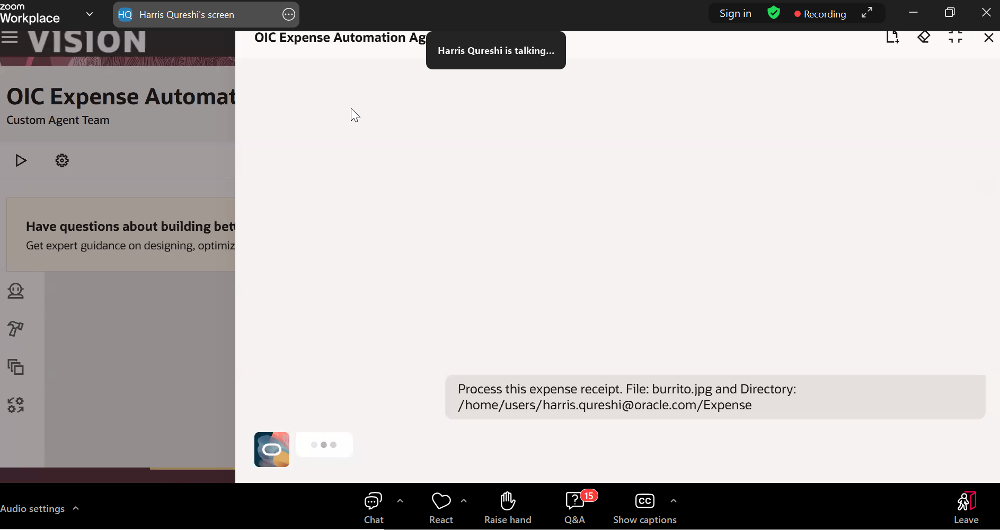 zoom
Workplace
HQ Harris Qureshi's screen
Sign in
Recording
VISION
OIC Expense Automation Ag
Harris Qureshi is talking...
OIC Expense Automat
Custom Agent Team
Have questions about building bett
Get expert guidance on designing, optimiz
Process this expense receipt. File: burrito.jpg and Directory:
/home/users/harris.qureshi@oracle.com/Expense
Audio settings
Chat
React
Raise hand
15
Q&A
CC
Show captions
Leave